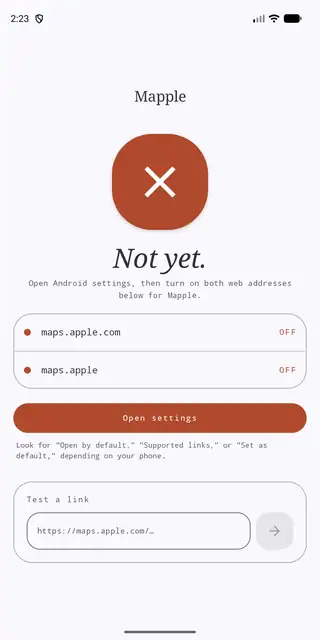 2:23
Mapple
Not yet.
Open Android settings, then turn on both web addresses
below for Mapple.
maps.apple.com OFF
maps.apple OFF
Open settings
Look for "Open by default," "Supported links," or "Set as
default," depending on your phone.
Test a link
https://maps.apple.com/…